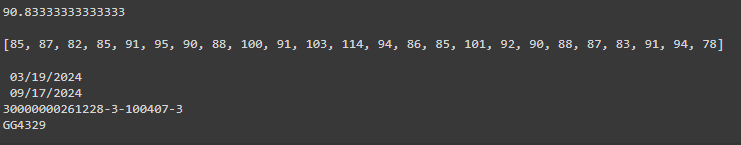 90.83333333333333
[85, 87, 82, 85, 91, 95, 90, 88, 100, 91, 103, 114, 94, 86, 85, 101, 92, 90, 88, 87, 83, 91, 94, 78]
03/19/2024
09/17/2024
30000000261228-3-100407-3
GG4329